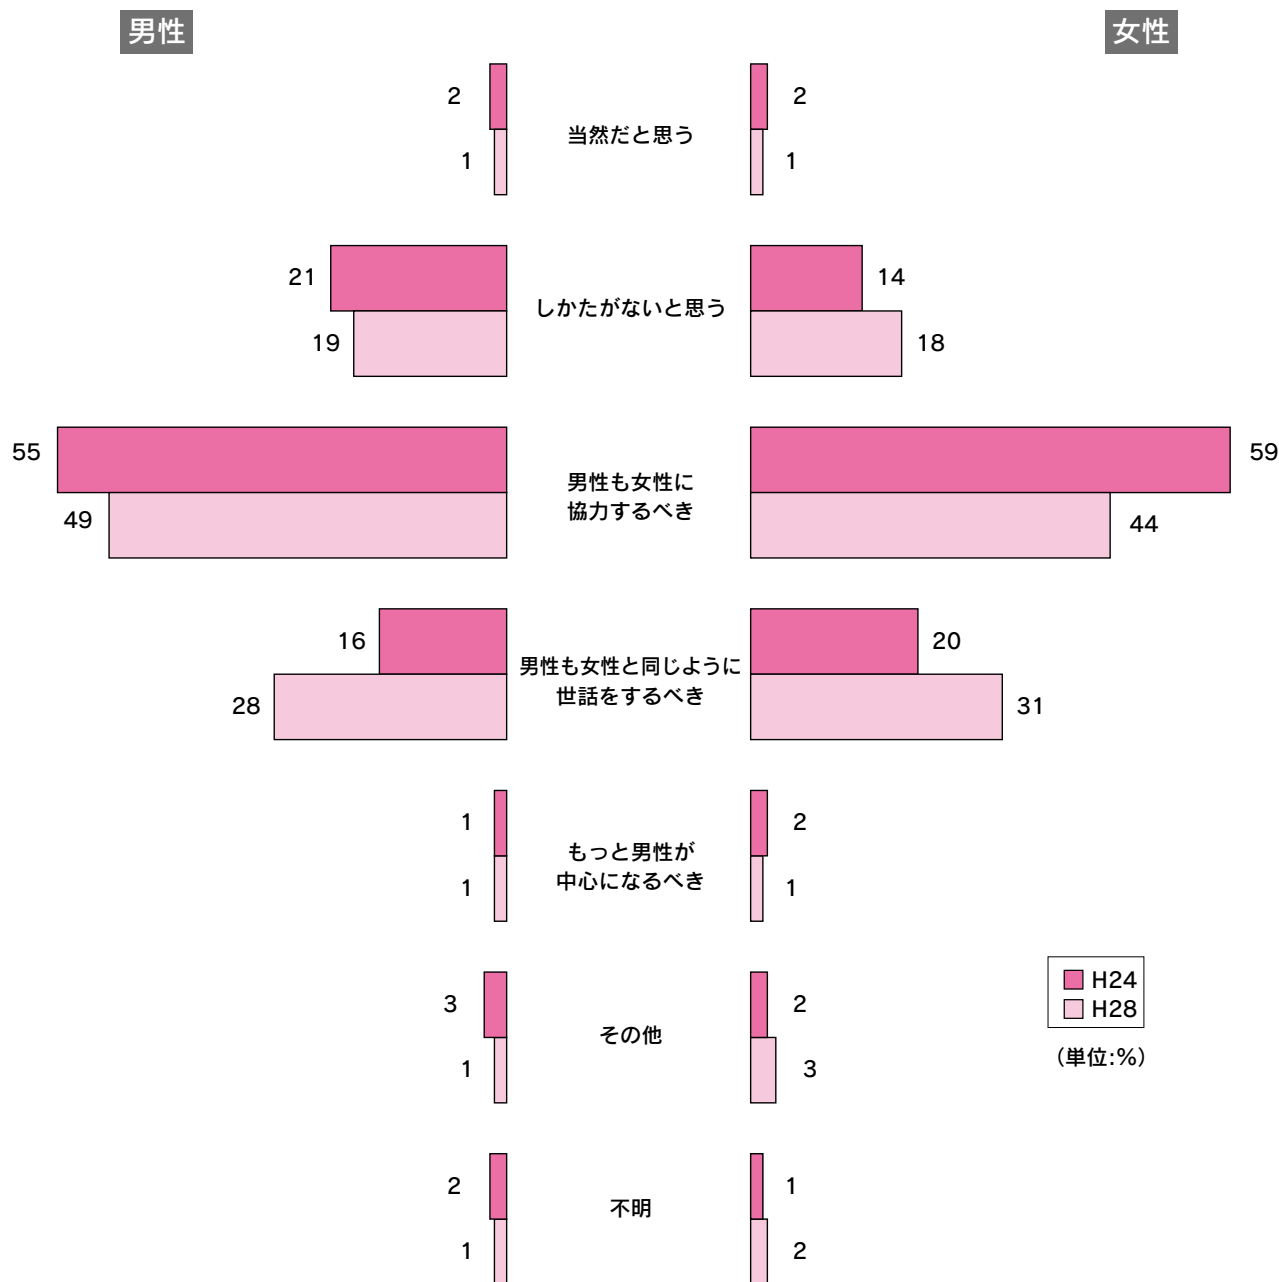 男性
女性
2
当然だと思う
2
1
1
21
しかたがないと思う
14
19
18
55
男性も女性に
協力するべき
59
49
44
16
男性も女性と同じように
世話をするべき
20
28
31
1
もっと男性が
中心になるべき
2
1
1
3
その他
2
1
3
H24
H28
（単位:%）
2
不明
1
1
2